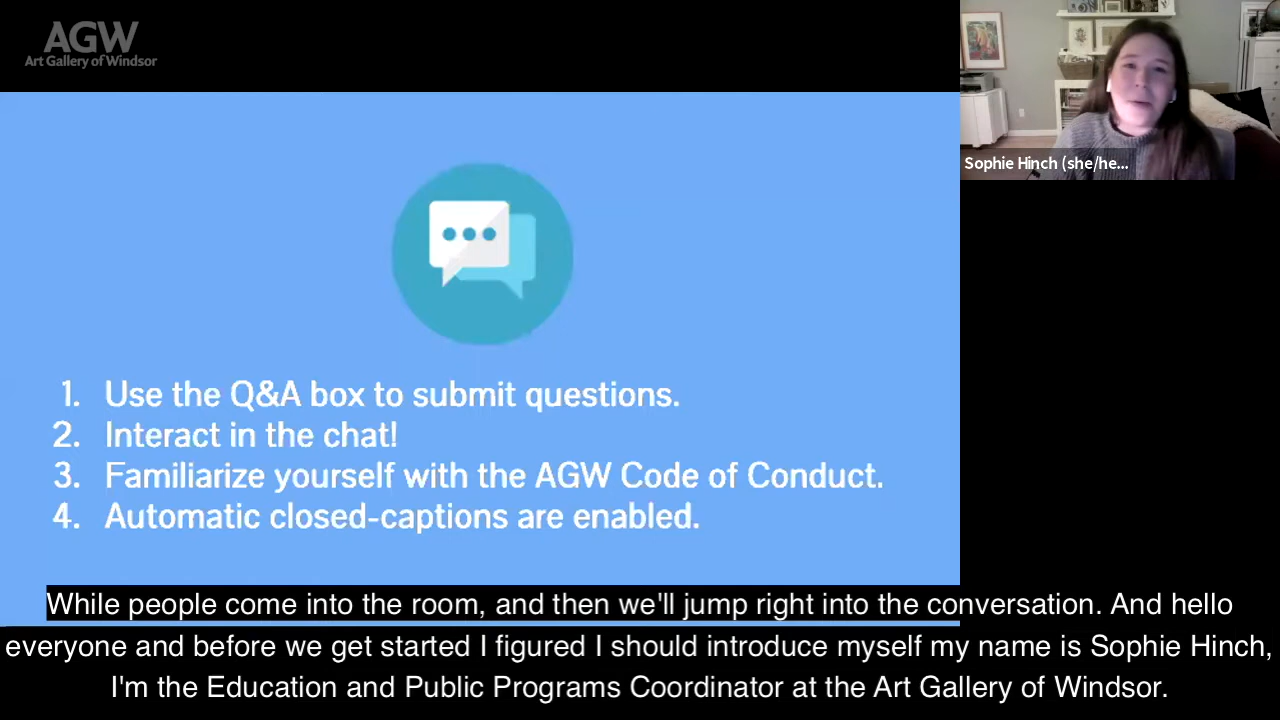 AGW
Art Gallery of Windsor
Sophie Hinch (she/he...
1. Use the Q&A box to submit questions.
2. Interact in the chat!
3. Familiarize yourself with the AGW Code of Conduct.
4. Automatic closed-captions are enabled.
While people come into the room, and then we'll jump right into the conversation. And hello
everyone and before we get started I figured I should introduce myself my name is Sophie Hinch,
I'm the Education and Public Programs Coordinator at the Art Gallery of Windsor.